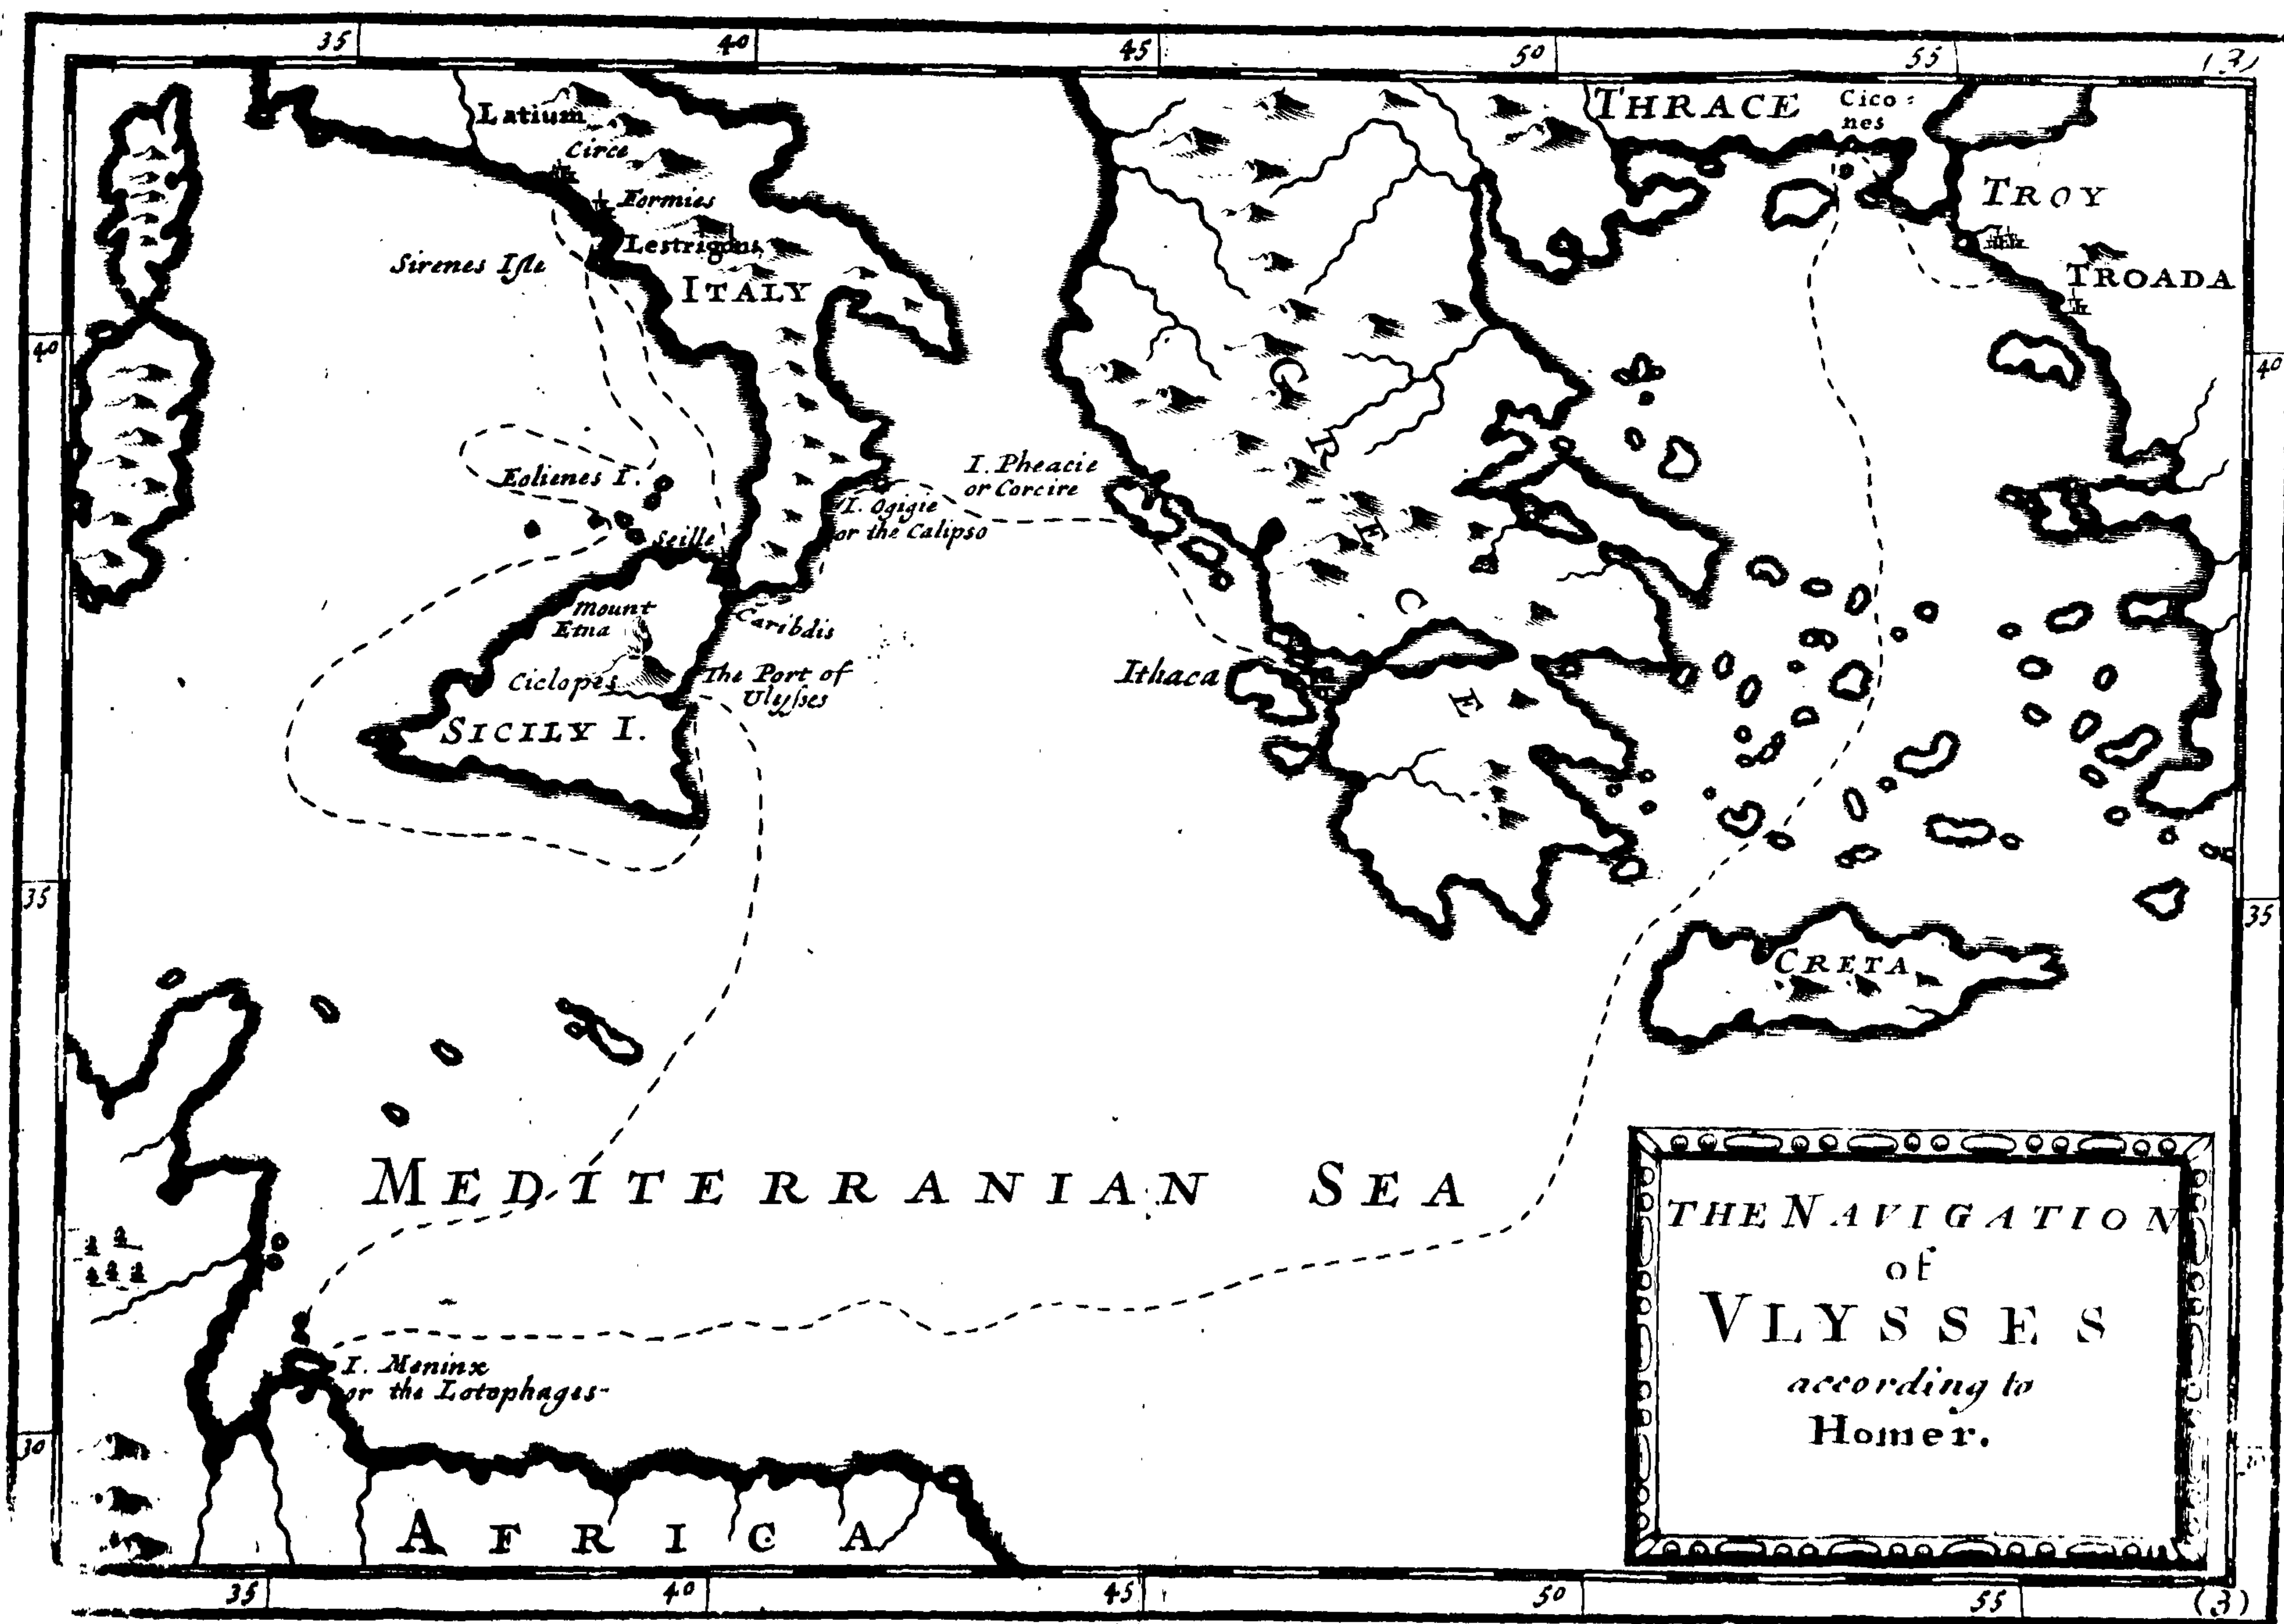 35 40 45 50 55 (3)
THRACE Cico=
nes
Latium
Circe
Formies
TROY
Lestrigons
Sirenes Isle
ITALY
TROADA
40 40
GREECE
I. Pheacie
or Corcire
Eolienes I.
I. Ogigie
or the Calipso
Seille
Mount
Etna
Caribdis
Ciclopes
The Port of
Ulysses
Ithaca
SICILY I.
35 35
CRETA
MEDITERRANIAN SEA
THE NAVIGATION
of
VLYSSES
according to
Homer.
I. Meninx
or the Lotophages-
30
AFRICA
35 40 45 50 55 (3)